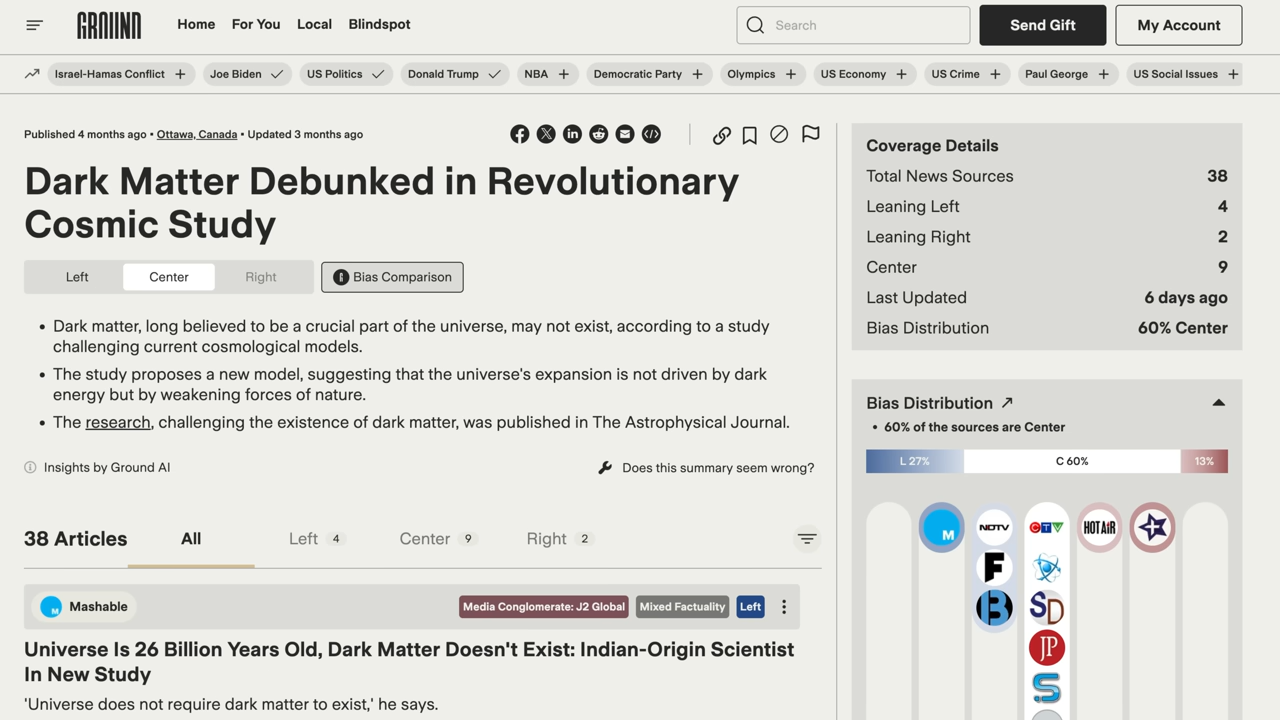 GROUND
Home For You Local Blindspot
Search
Send Gift
My Account
Israel-Hamas Conflict + Joe Biden US Politics Donald Trump NBA + Democratic Party + Olympics + US Economy + US Crime + Paul George + US Social Issues +
Published 4 months ago • Ottawa, Canada • Updated 3 months ago
Dark Matter Debunked in Revolutionary
Cosmic Study
Left Center Right Bias Comparison
• Dark matter, long believed to be a crucial part of the universe, may not exist, according to a study
challenging current cosmological models.
• The study proposes a new model, suggesting that the universe's expansion is not driven by dark
energy but by weakening forces of nature.
• The research, challenging the existence of dark matter, was published in The Astrophysical Journal.
Insights by Ground AI
Does this summary seem wrong?
38 Articles All Left 4 Center 9 Right 2
Mashable
Media Conglomerate: J2 Global Mixed Factuality Left
Universe Is 26 Billion Years Old, Dark Matter Doesn't Exist: Indian-Origin Scientist
In New Study
'Universe does not require dark matter to exist,' he says.
Coverage Details
Total News Sources 38
Leaning Left 4
Leaning Right 2
Center 9
Last Updated 6 days ago
Bias Distribution 60% Center
Bias Distribution ↗
• 60% of the sources are Center
L 27% C 60% 13%
M NDTV CTV HOT AIR F
F
B SD
JP
S